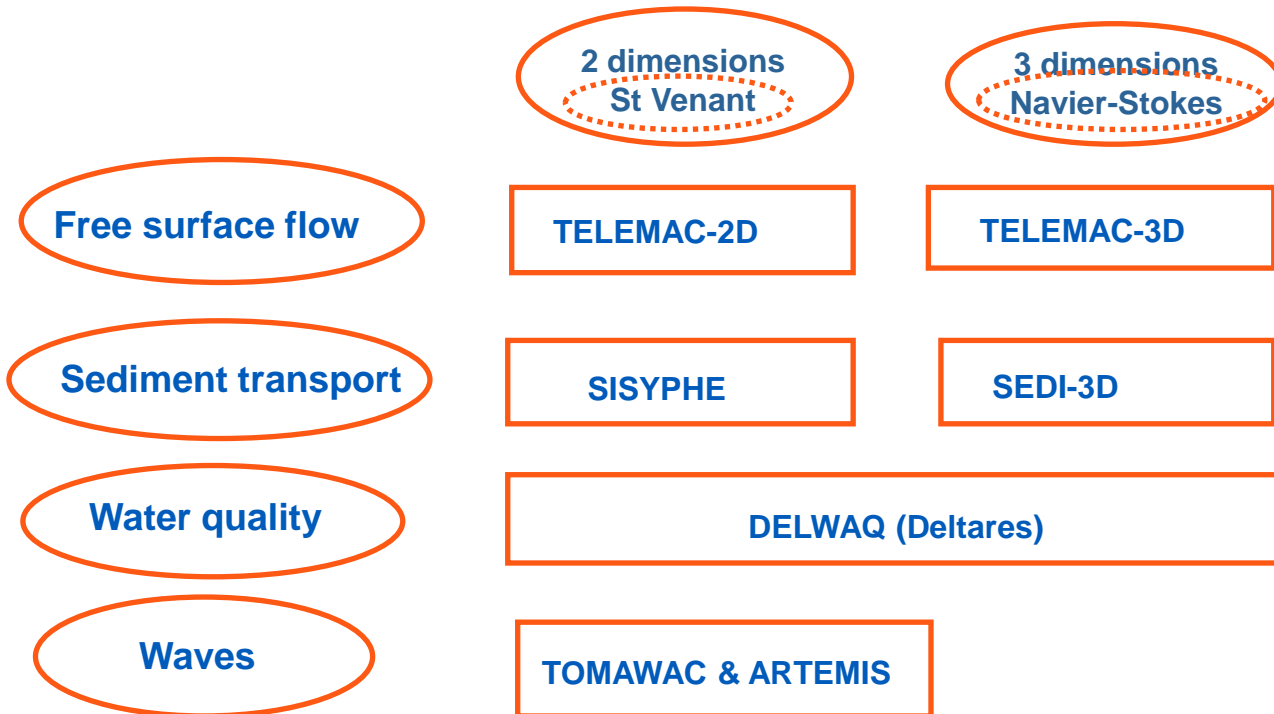 2 dimensions
St Venant
3 dimensions
Navier-Stokes
Free surface flow
TELEMAC-2D
TELEMAC-3D
Sediment transport
SISYPHE
SEDI-3D
Water quality
DELWAQ (Deltares)
Waves
TOMAWAC & ARTEMIS